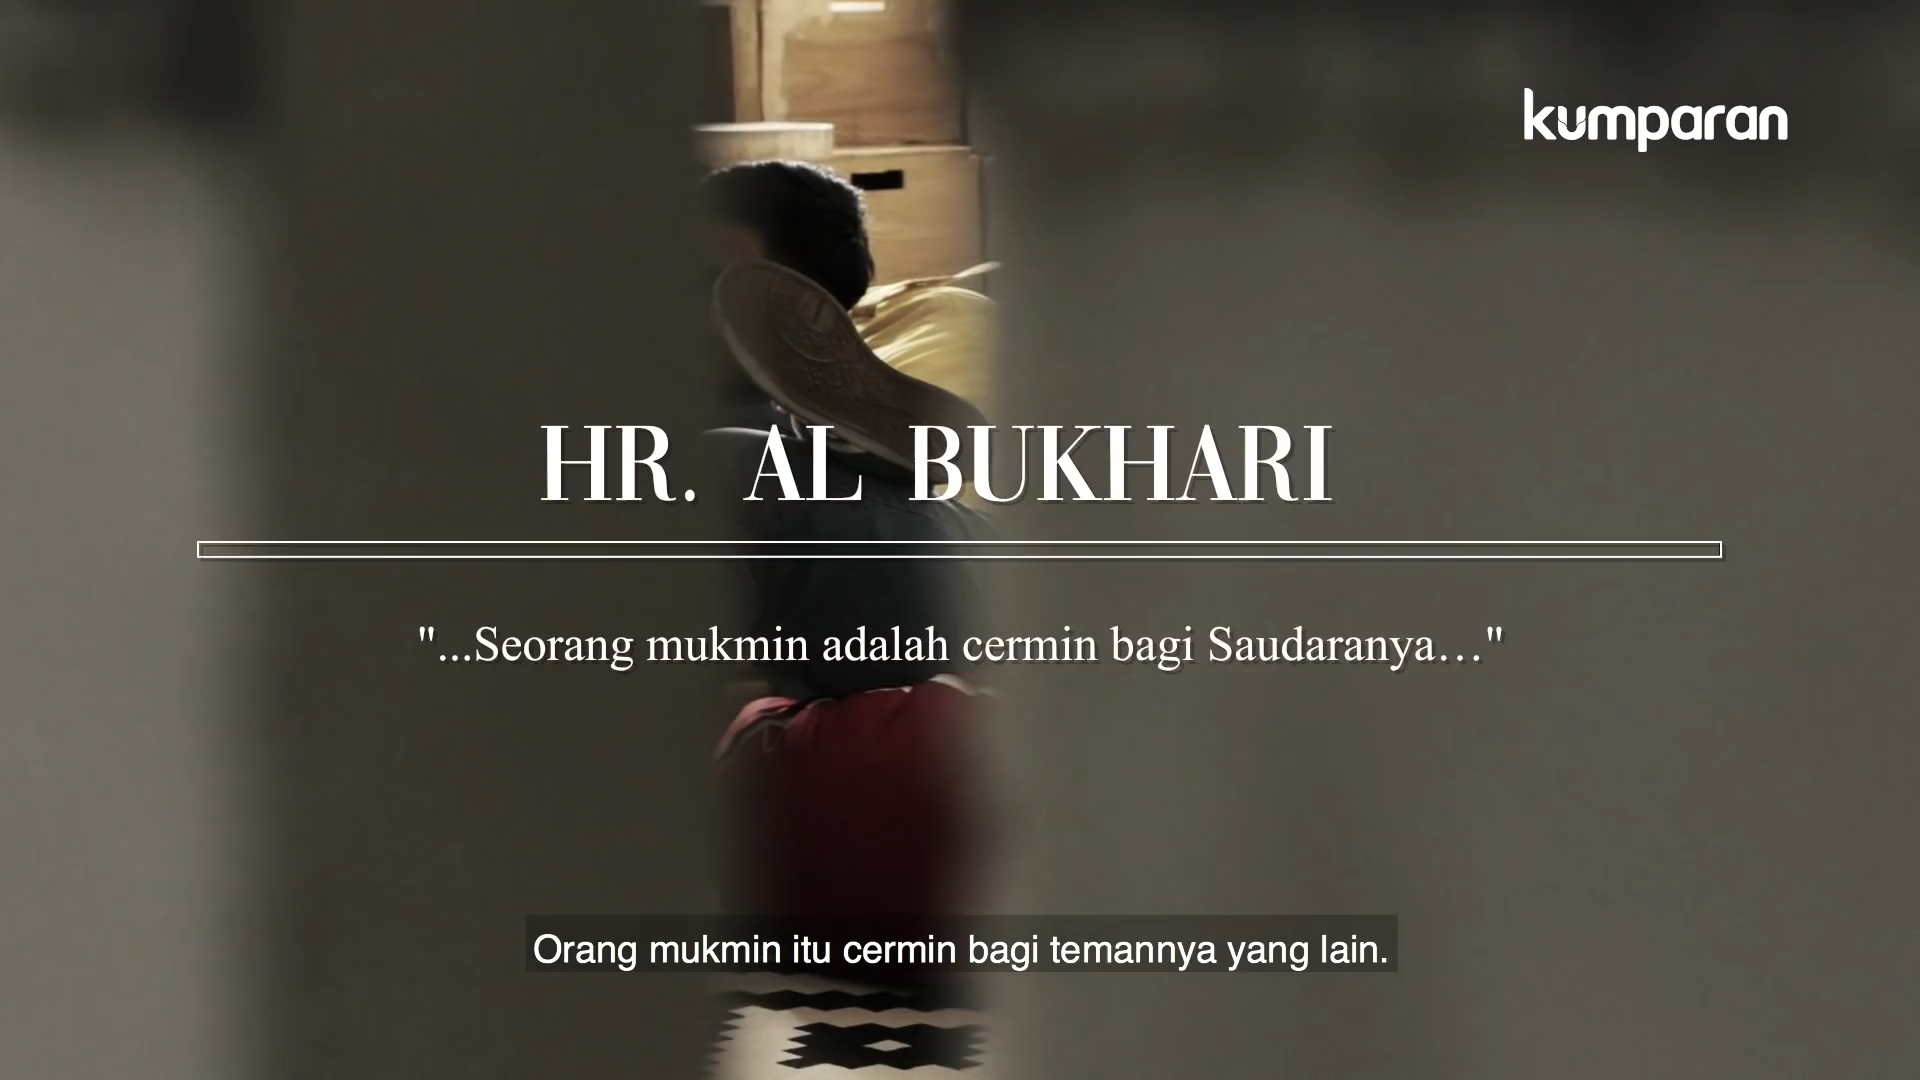 kumparan
HR. AL BUKHARI
"...Seorang mukmin adalah cermin bagi Saudaranya…"
Orang mukmin itu cermin bagi temannya yang lain.